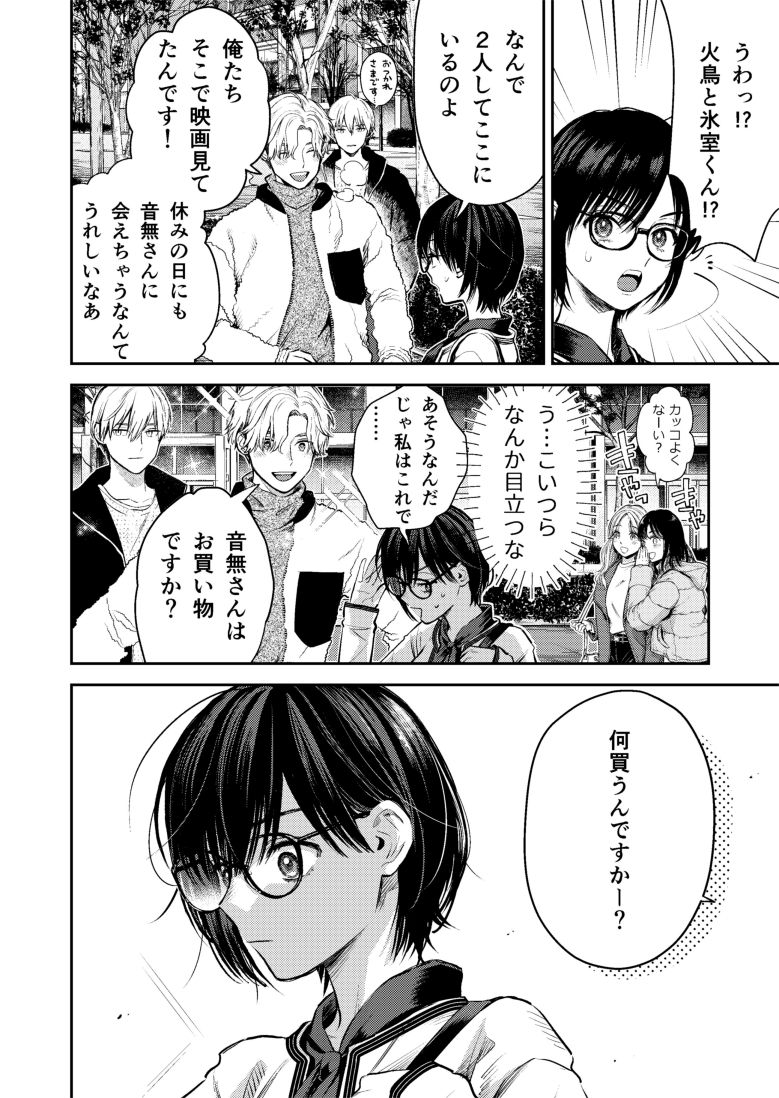 うわっ!?
火鳥と氷室くん!?
なんで
2人してここに
いるのよ
おつかれ
さまです…
俺たち
そこで映画見て
たんです!
休みの日にも
音無さんに
会えちゃうなんて
うれしいなあ
カッコよく
なーい?
きゃっ
きゃっ
う…こいつら
なんか目立つな
あそうなんだ
じゃ私はこれで
……
音無さんは
お買い物
ですか?
何買うんですかー?